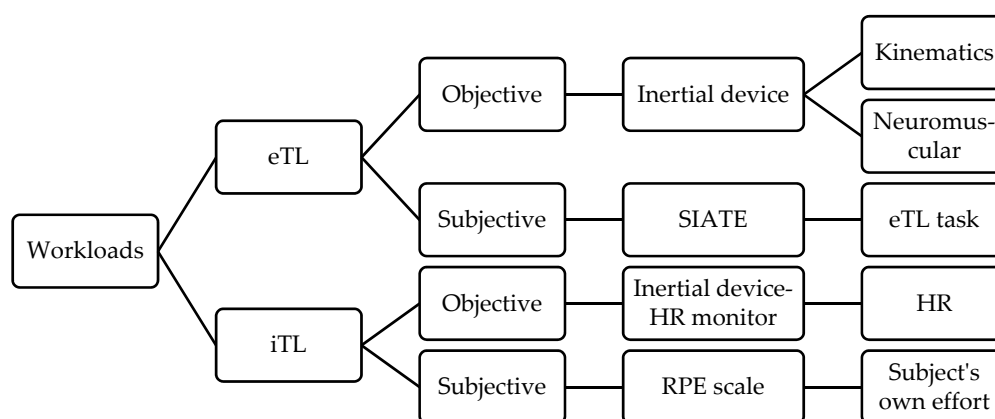 Workloads
eTL
Objective
Inertial device
Kinematics
Neuromus-
cular
Subjective
SIATE
eTL task
iTL
Objective
Inertial device-
HR monitor
HR
Subjective
RPE scale
Subject's
own effort